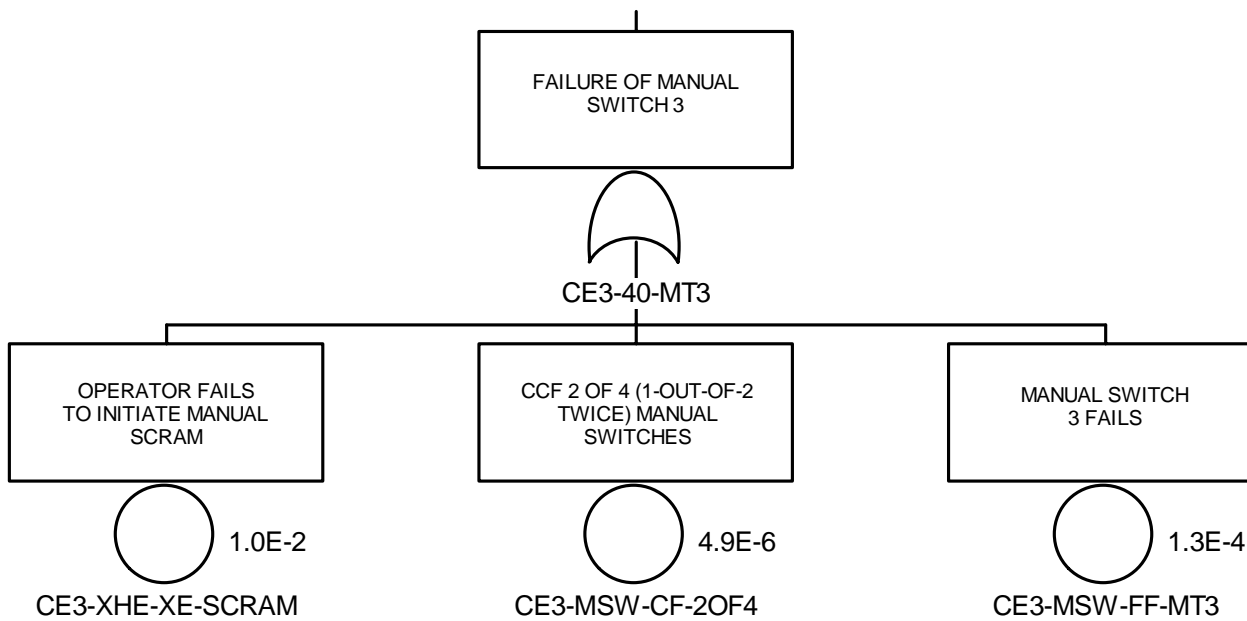 FAILURE OF MANUAL
SWITCH 3
CE3-40-MT3
OPERATOR FAILS
TO INITIATE MANUAL
SCRAM
CCF 2 OF 4 (1-OUT-OF-2
TWICE) MANUAL
SWITCHES
MANUAL SWITCH
3 FAILS
1.0E-2
4.9E-6
1.3E-4
CE3-XHE-XE-SCRAM
CE3-MSW-CF-2OF4
CE3-MSW-FF-MT3